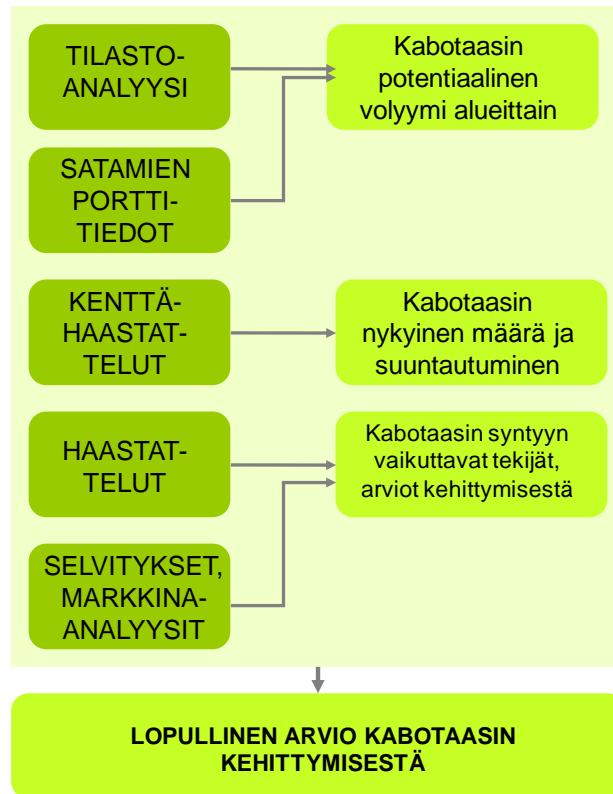 TILASTO-
ANALYYSI
Kabotaasin
potentiaalinen
volyymi alueittain
SATAMIEN
PORTTI-
TIEDOT
KENTTÄ-
HAASTAT-
TELUT
Kabotaasin
nykyinen määrä ja
suuntautuminen
HAASTAT-
TELUT
Kabotaasin syntyyn
vaikuttavat tekijät,
arviot kehittymisestä
SELVITYKSET,
MARKKINA-
ANALYYSIT
LOPULLINEN ARVIO KABOTAASIN
KEHITTYMISESTÄ